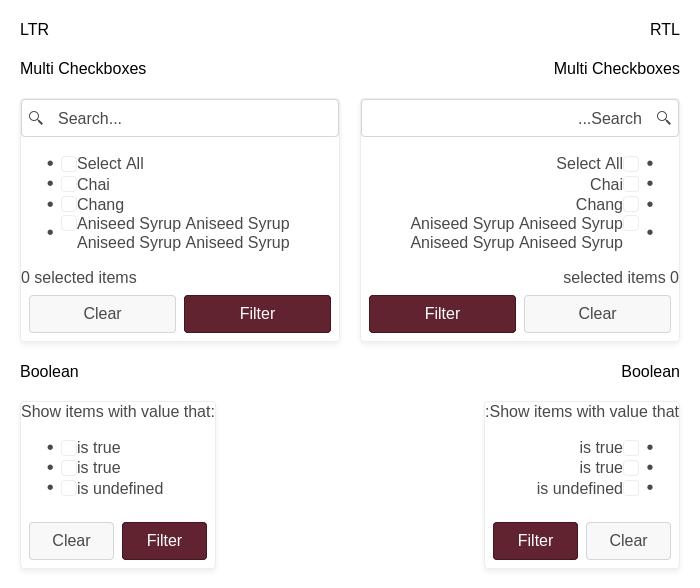 LTR
RTL
Multi Checkboxes
Multi Checkboxes
Search...
...Search
• Select All
• Chai
• Chang
• Aniseed Syrup Aniseed Syrup
Aniseed Syrup Aniseed Syrup
0 selected items
Clear
Filter
Select All •
Chai •
Chang •
Aniseed Syrup Aniseed Syrup •
Aniseed Syrup Aniseed Syrup
selected items 0
Filter
Clear
Boolean
Boolean
Show items with value that:
• is true
• is true
• is undefined
Clear
Filter
:Show items with value that
is true •
is true •
is undefined •
Filter
Clear